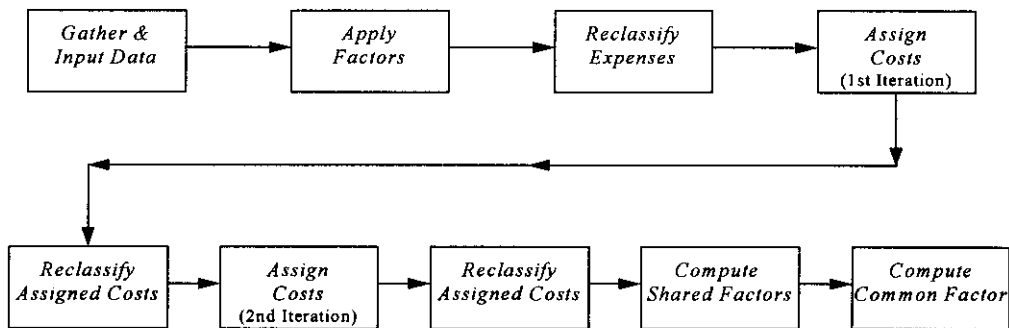 Gather &
Input Data
Apply
Factors
Reclassify
Expenses
Assign
Costs
(1st Iteration)
Reclassify
Assigned Costs
Assign
Costs
(2nd Iteration)
Reclassify
Assigned Costs
Compute
Shared Factors
Compute
Common Factor